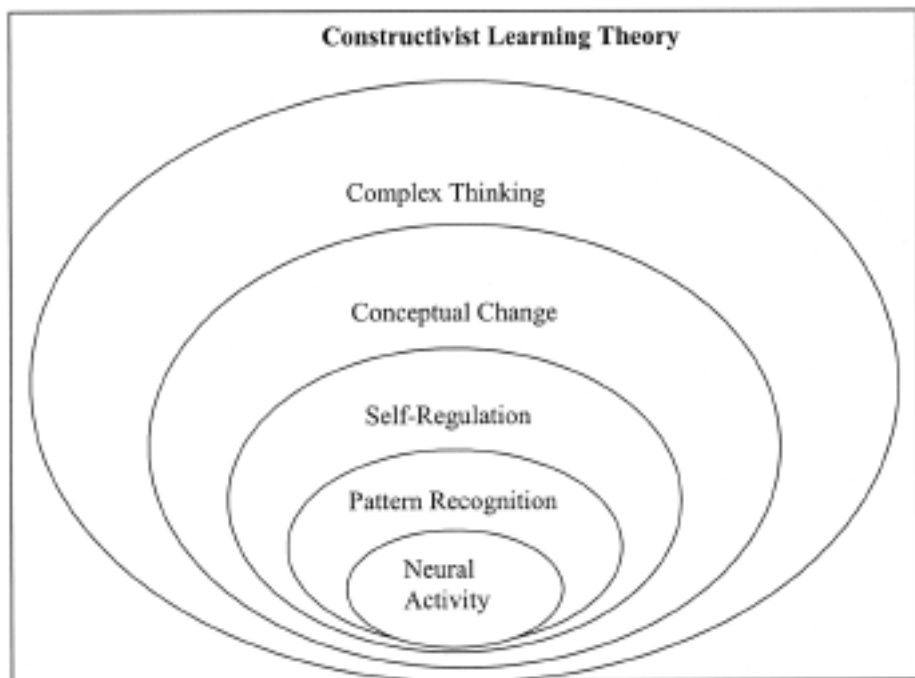 Constructivist Learning Theory
Complex Thinking
Conceptual Change
Self-Regulation
Pattern Recognition
Neural
Activity